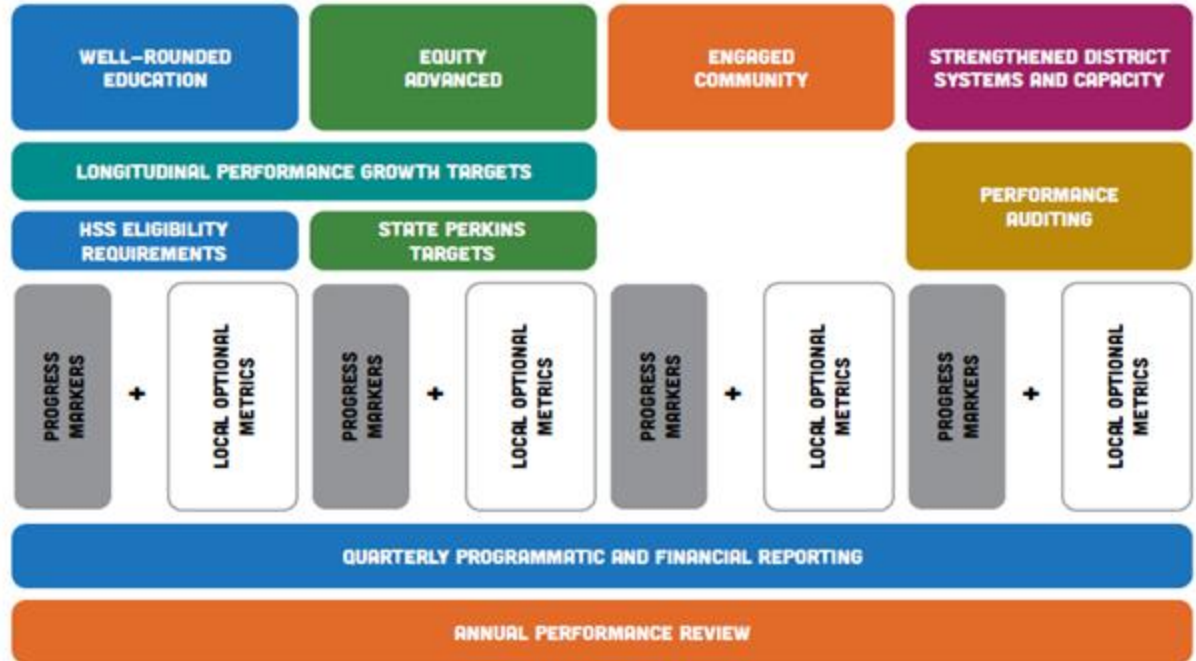 WELL-ROUNDED
EDUCATION
EQUITY
ADVANCED
ENGAGED
COMMUNITY
STRENGTHENED DISTRICT
SYSTEMS AND CAPACITY
LONGITUDINAL PERFORMANCE GROWTH TARGETS
PERFORMANCE
AUDITING
HSS ELIGIBILITY
REQUIREMENTS
STATE PERKINS
TARGETS
PROGRESS
MARKERS
+
LOCAL OPTIONAL
METRICS
PROGRESS
MARKERS
+
LOCAL OPTIONAL
METRICS
PROGRESS
MARKERS
+
LOCAL OPTIONAL
METRICS
PROGRESS
MARKERS
+
LOCAL OPTIONAL
METRICS
QUARTERLY PROGRAMMATIC AND FINANCIAL REPORTING
ANNUAL PERFORMANCE REVIEW